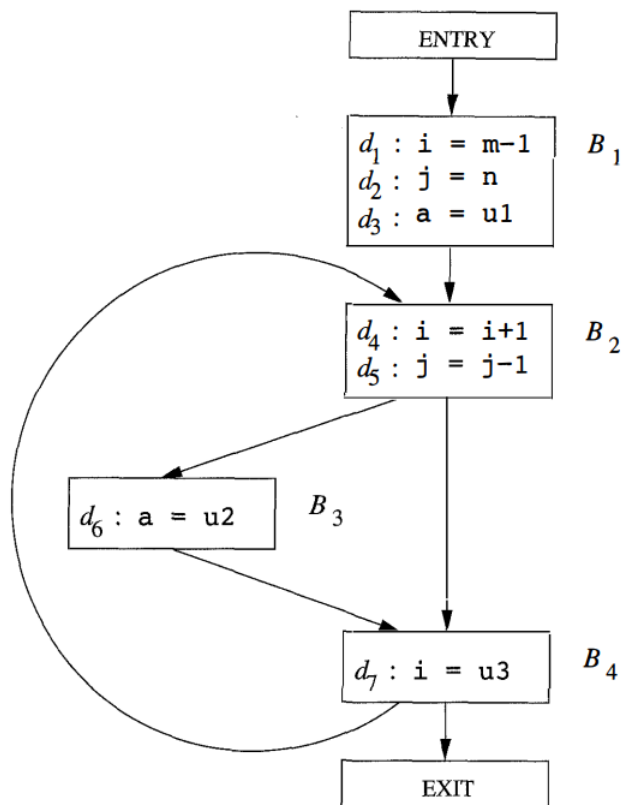 ENTRY
d1 : i = m-1
d2 : j = n
d3 : a = u1
B1
d4 : i = i+1
d5 : j = j-1
B2
d6 : a = u2
B3
d7 : i = u3
B4
EXIT